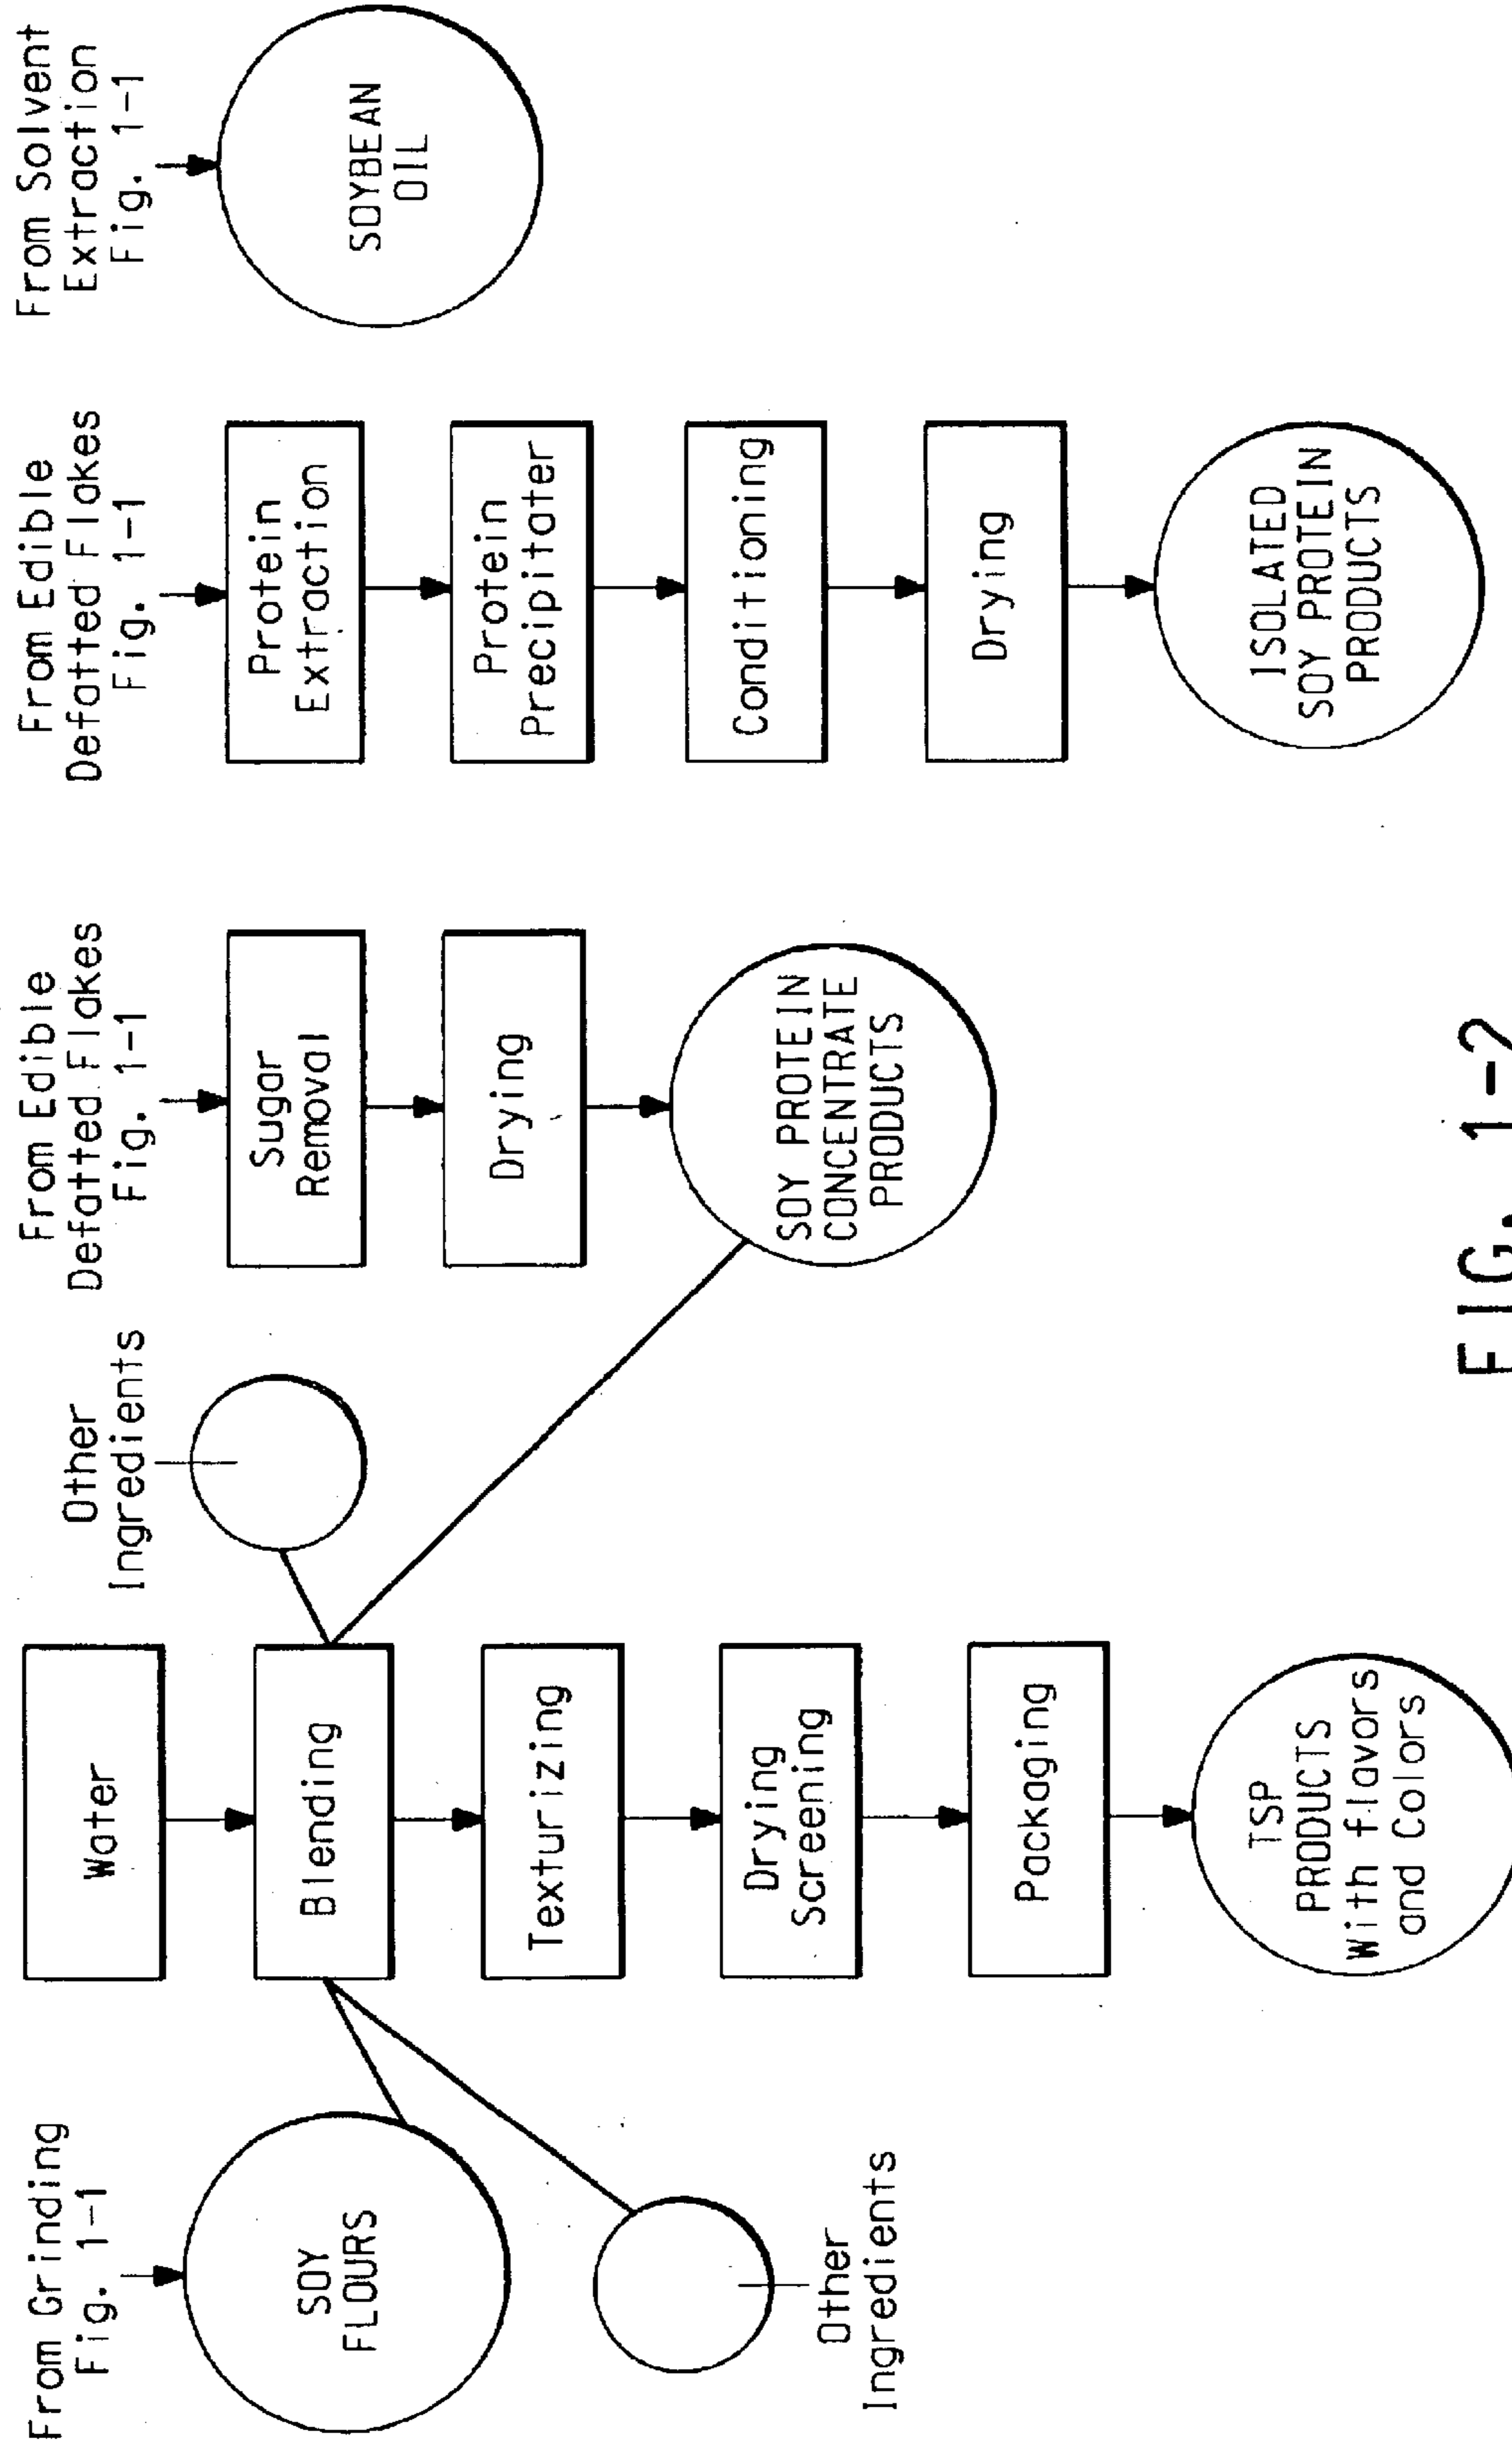 From Grinding
Fig. 1-1
SOY
FLOURS
Other
Ingredients
Water
Blending
Texturizing
Drying
Screening
Packaging
TSP
PRODUCTS
With flavors
and Colors
Other
Ingredients
From Edible
Defatted Flakes
Fig. 1-1
Sugar
Removal
Drying
SOY PROTEIN
CONCENTRATE
PRODUCTS
From Edible
Defatted Flakes
Fig. 1-1
Protein
Extraction
Protein
Precipitater
Conditioning
Drying
ISOLATED
SOY PROTEIN
PRODUCTS
From Solvent
Extraction
Fig. 1-1
SOYBEAN
OIL
FIG. 1-2